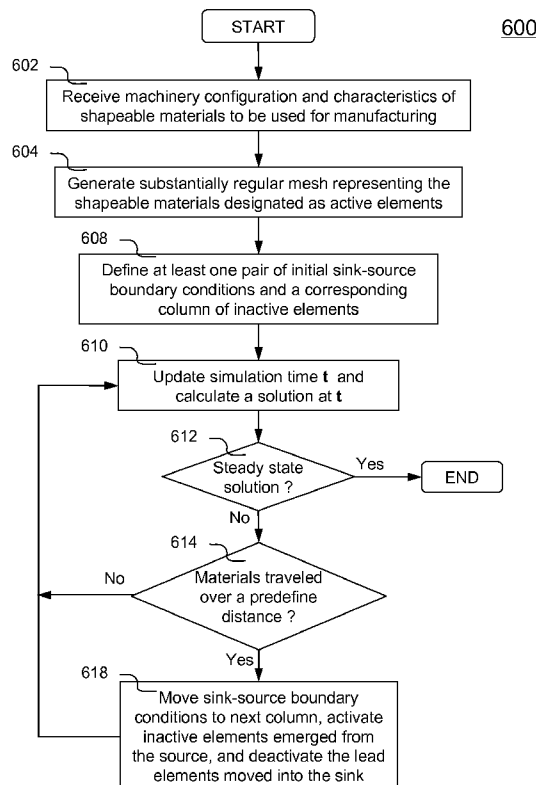 START
600
602
Receive machinery configuration and characteristics of
shapeable materials to be used for manufacturing
604
Generate substantially regular mesh representing the
shapeable materials designated as active elements
608
Define at least one pair of initial sink-source
boundary conditions and a corresponding
column of inactive elements
610
Update simulation time t and
calculate a solution at t
612
Steady state
solution ?
Yes
END
No
614
Materials traveled
over a predefine
distance ?
No
Yes
618
Move sink-source boundary
conditions to next column, activate
inactive elements emerged from
the source, and deactivate the lead
elements moved into the sink